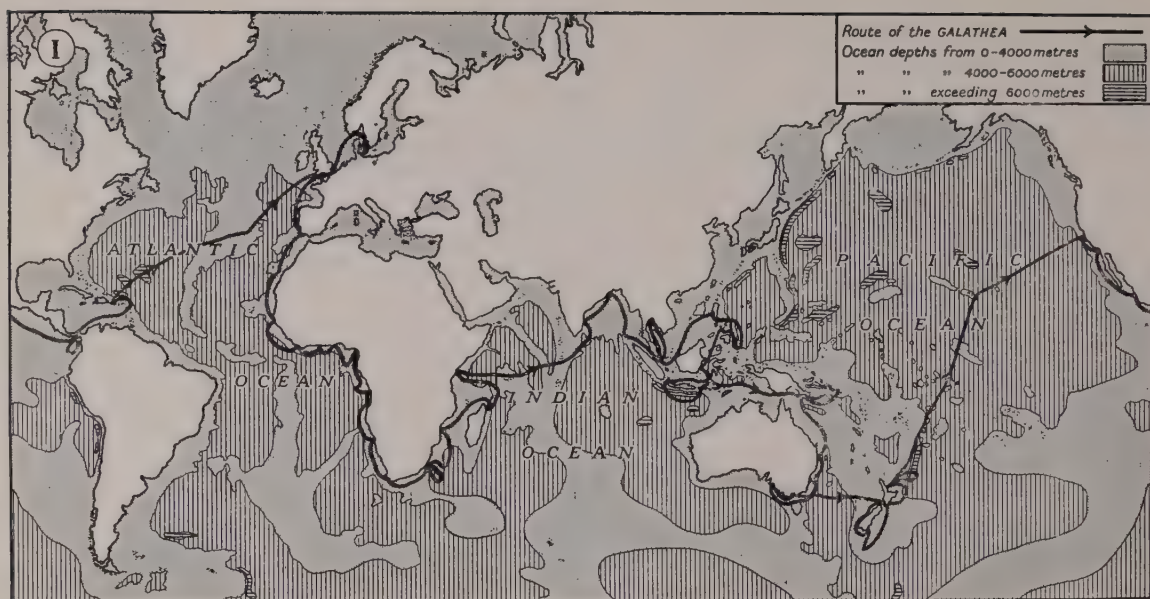 I
Route of the GALATHEA
Ocean depths from 0-4000 metres
" " " 4000-6000 metres
" " exceeding 6000 metres
ATLANTIC
OCEAN
INDIAN
OCEAN
PACIFIC
OCEAN